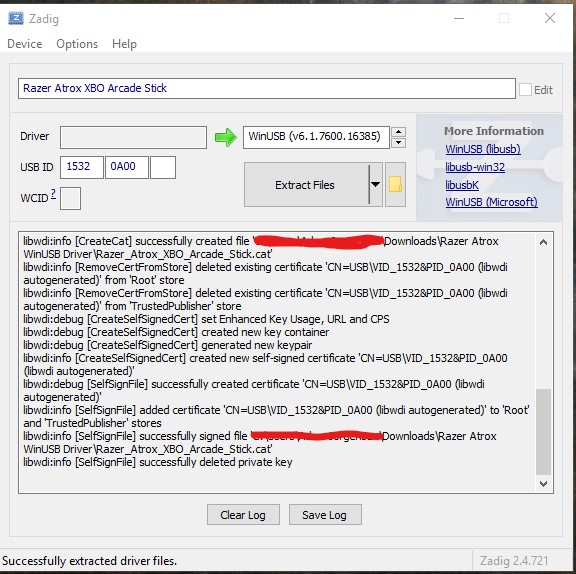 Zadig
Device Options Help
Razer Atrox XBO Arcade Stick
Edit
Driver
WinUSB (v6.1.7600.16385)
More Information
WinUSB (libusb)
libusb-win32
libusbK
WinUSB (Microsoft)
USB ID 1532 0A00
WCID ?
Extract Files
libwdi:info [CreateCat] successfully created file '\Downloads\Razer Atrox
WinUSB Driver\Razer_Atrox_XBO_Arcade_Stick.cat'
libwdi:info [RemoveCertFromStore] deleted existing certificate 'CN=USB\VID_1532&PID_0A00 (libwdi
autogenerated)' from 'Root' store
libwdi:info [RemoveCertFromStore] deleted existing certificate 'CN=USB\VID_1532&PID_0A00 (libwdi
autogenerated)' from 'TrustedPublisher' store
libwdi:debug [CreateSelfSignedCert] set Enhanced Key Usage, URL and CPS
libwdi:debug [CreateSelfSignedCert] created new key container
libwdi:debug [CreateSelfSignedCert] generated new keypair
libwdi:info [CreateSelfSignedCert] created new self-signed certificate 'CN=USB\VID_1532&PID_0A00
(libwdi autogenerated)'
libwdi:debug [SelfSignFile] successfully created certificate 'CN=USB\VID_1532&PID_0A00 (libwdi
autogenerated)'
libwdi:info [SelfSignFile] added certificate 'CN=USB\VID_1532&PID_0A00 (libwdi autogenerated)' to 'Root'
and 'TrustedPublisher' stores
libwdi:info [SelfSignFile] successfully signed file \Downloads\Razer Atrox
WinUSB Driver\Razer_Atrox_XBO_Arcade_Stick.cat'
libwdi:info [SelfSignFile] successfully deleted private key
Clear Log Save Log
Successfully extracted driver files. Zadig 2.4.721